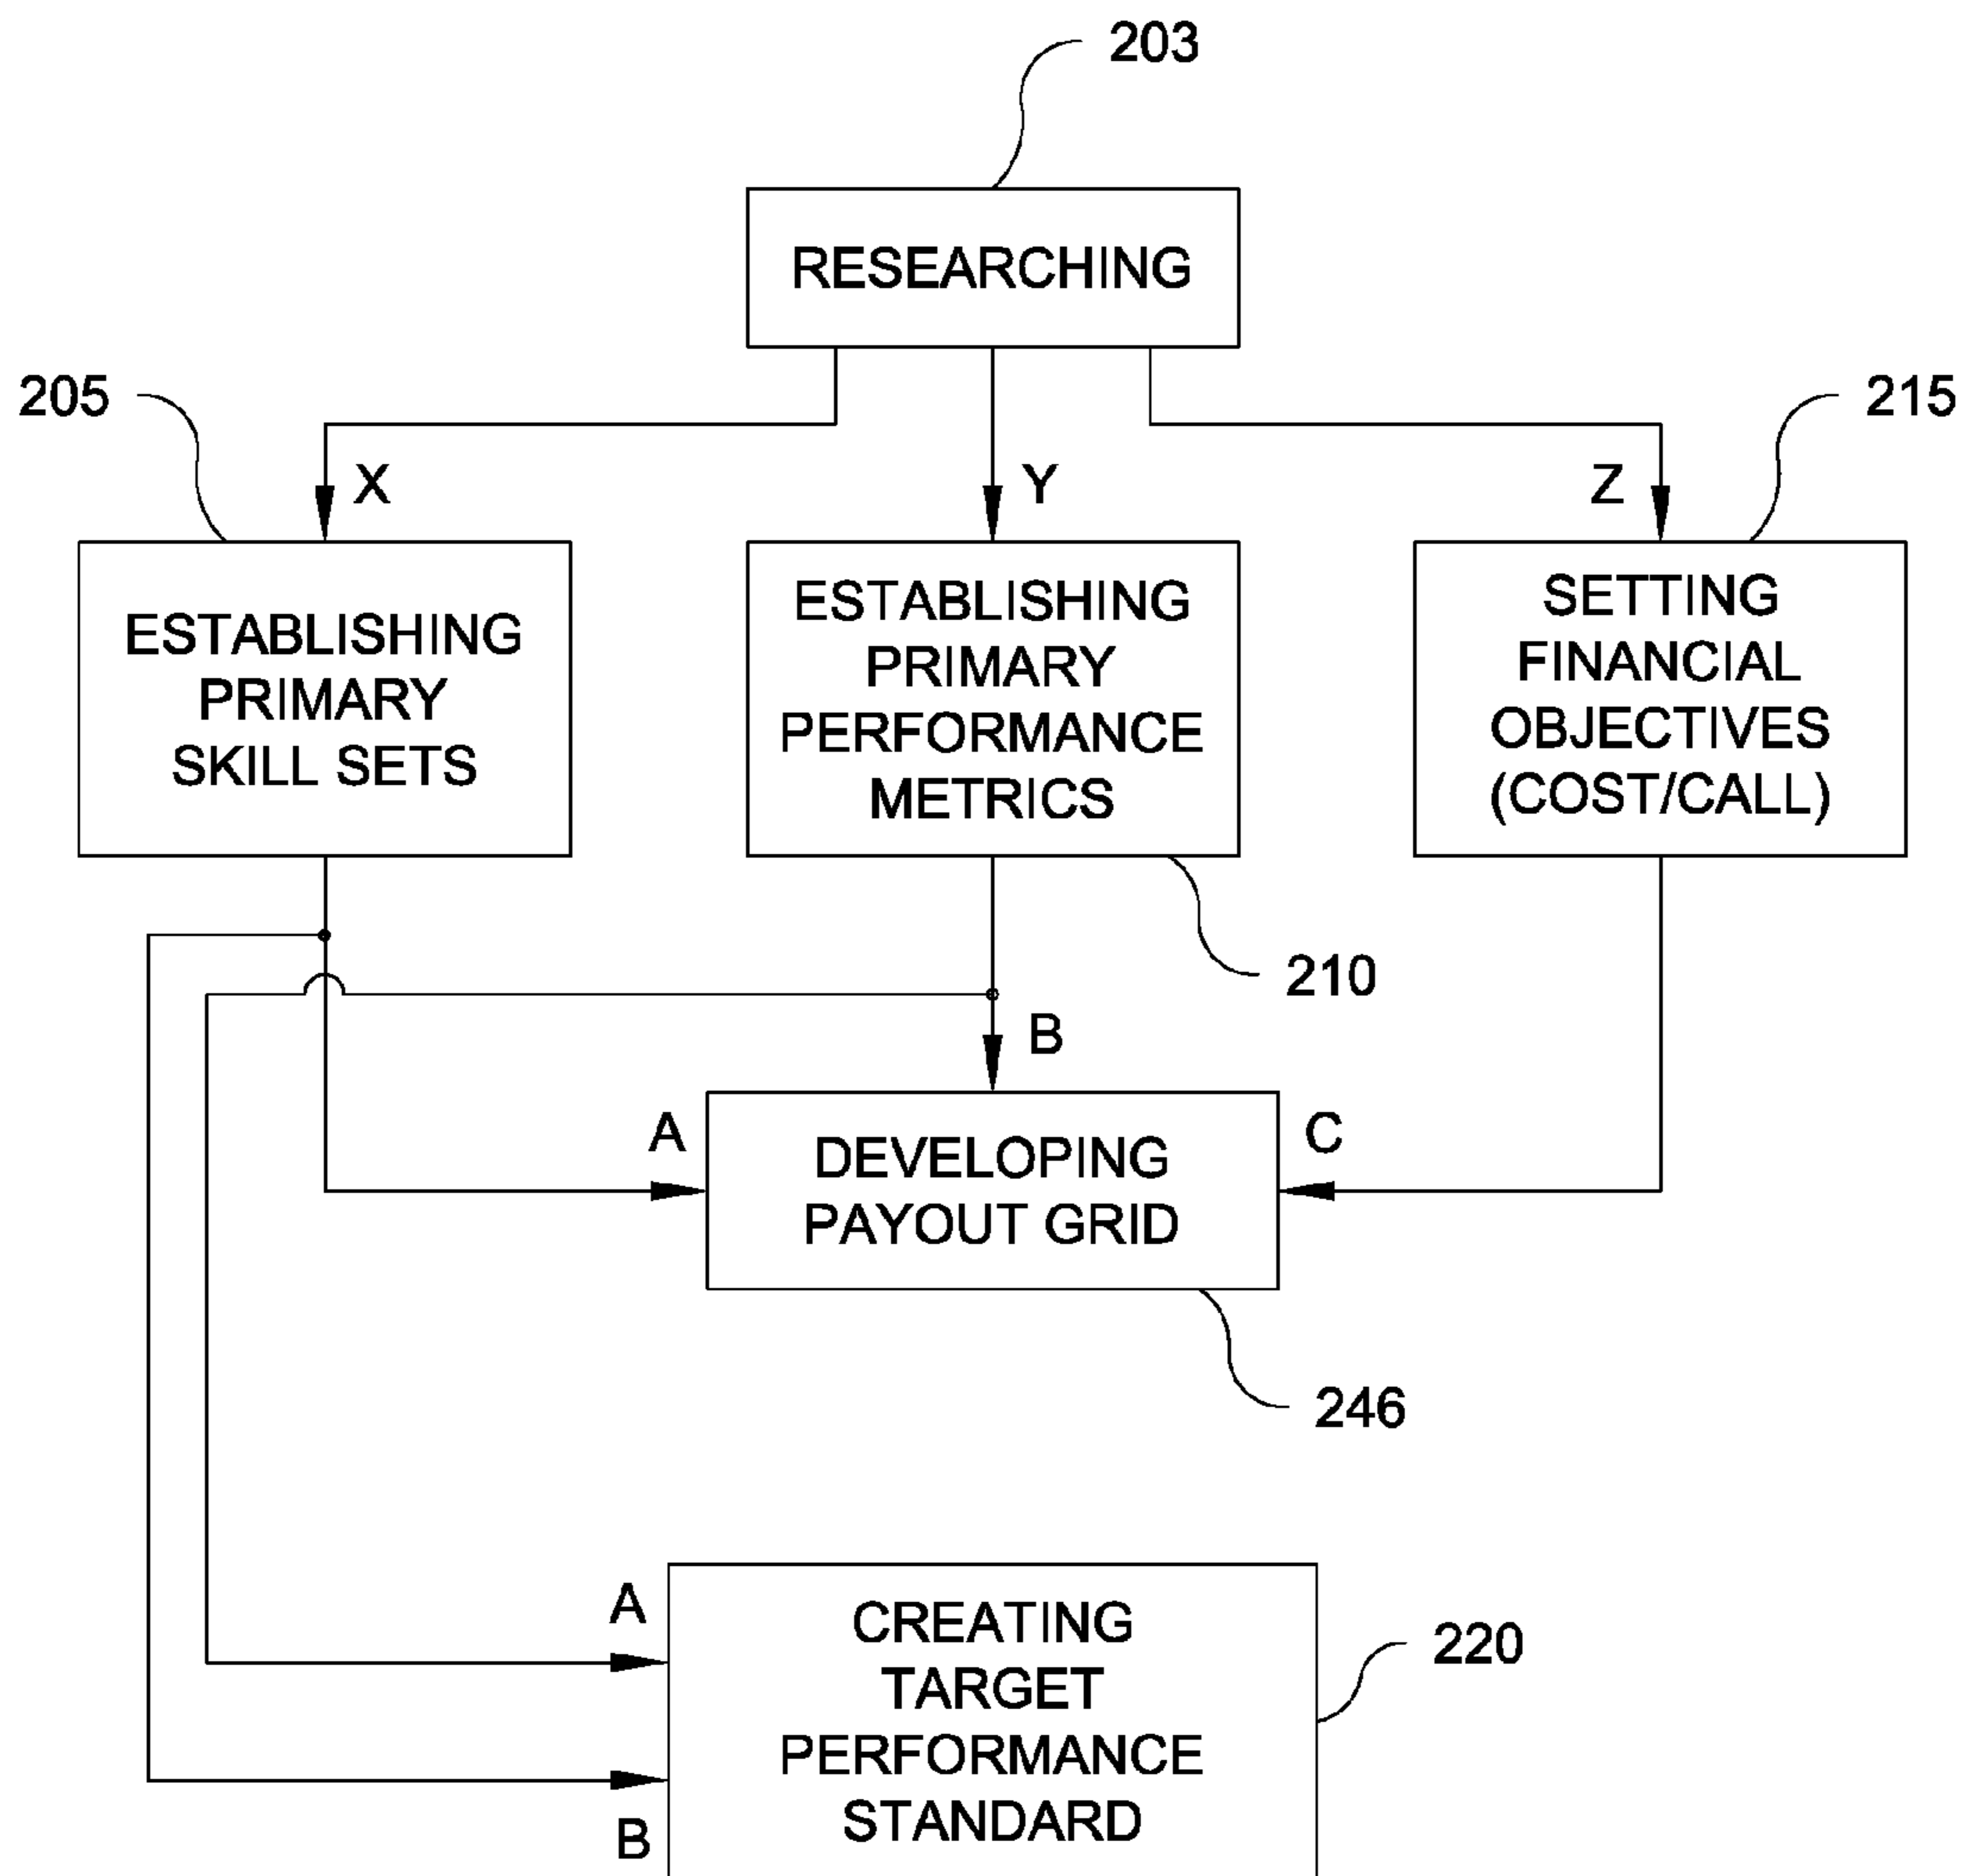 203
RESEARCHING
205
215
X
Y
Z
ESTABLISHING
PRIMARY
SKILL SETS
ESTABLISHING
PRIMARY
PERFORMANCE
METRICS
SETTING
FINANCIAL
OBJECTIVES
(COST/CALL)
210
B
A
C
DEVELOPING
PAYOUT GRID
246
A
CREATING
TARGET
PERFORMANCE
STANDARD
220
B